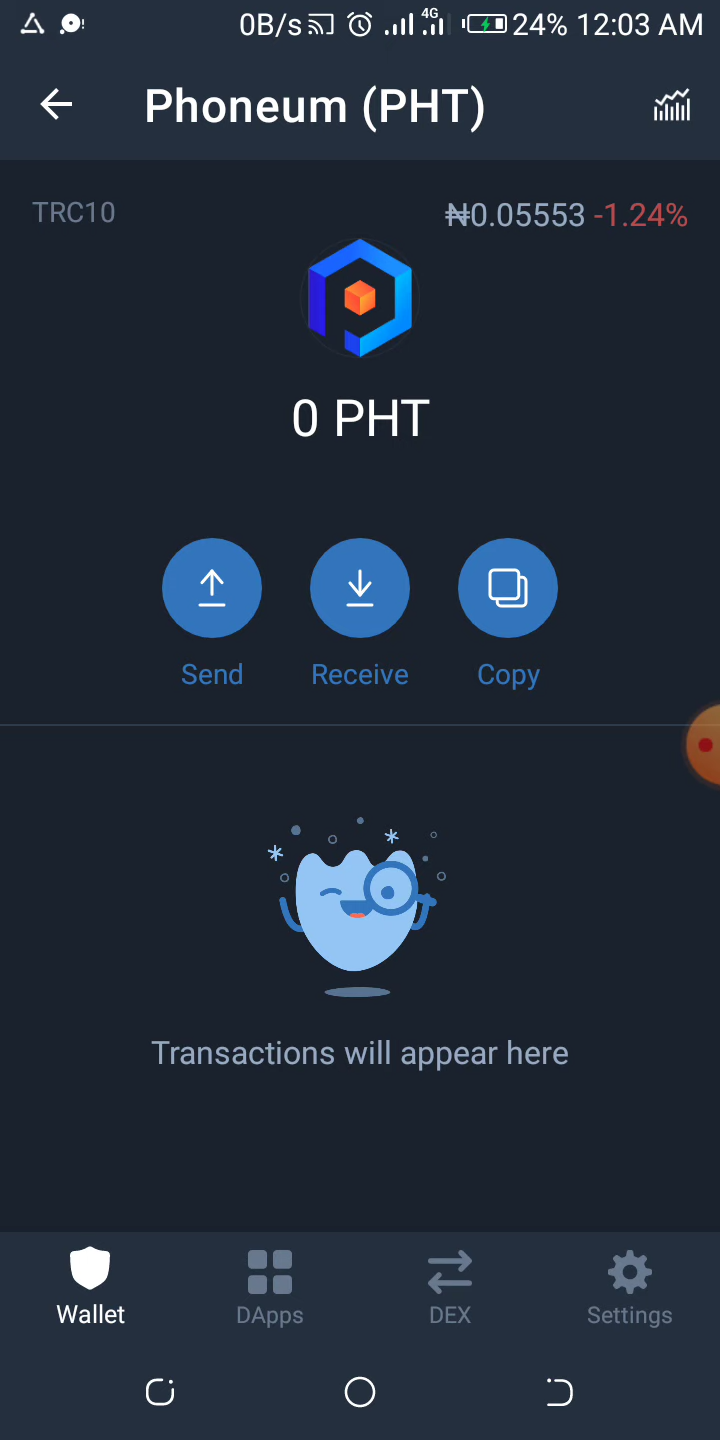 0B/s 4G 24% 12:03 AM
Phoneum (PHT)
TRC10 ₦0.05553 -1.24%
0 PHT
Send Receive Copy
Transactions will appear here
Wallet DApps DEX Settings